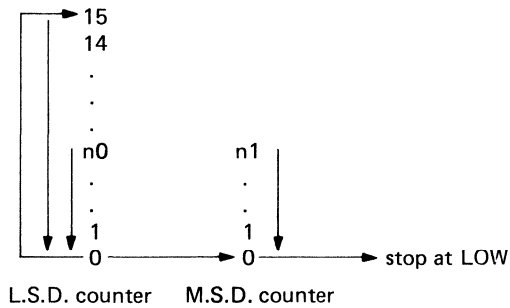 15
14
.
.
.
n0 n1
. .
. .
1 1
0 0 stop at LOW
L.S.D. counter M.S.D. counter